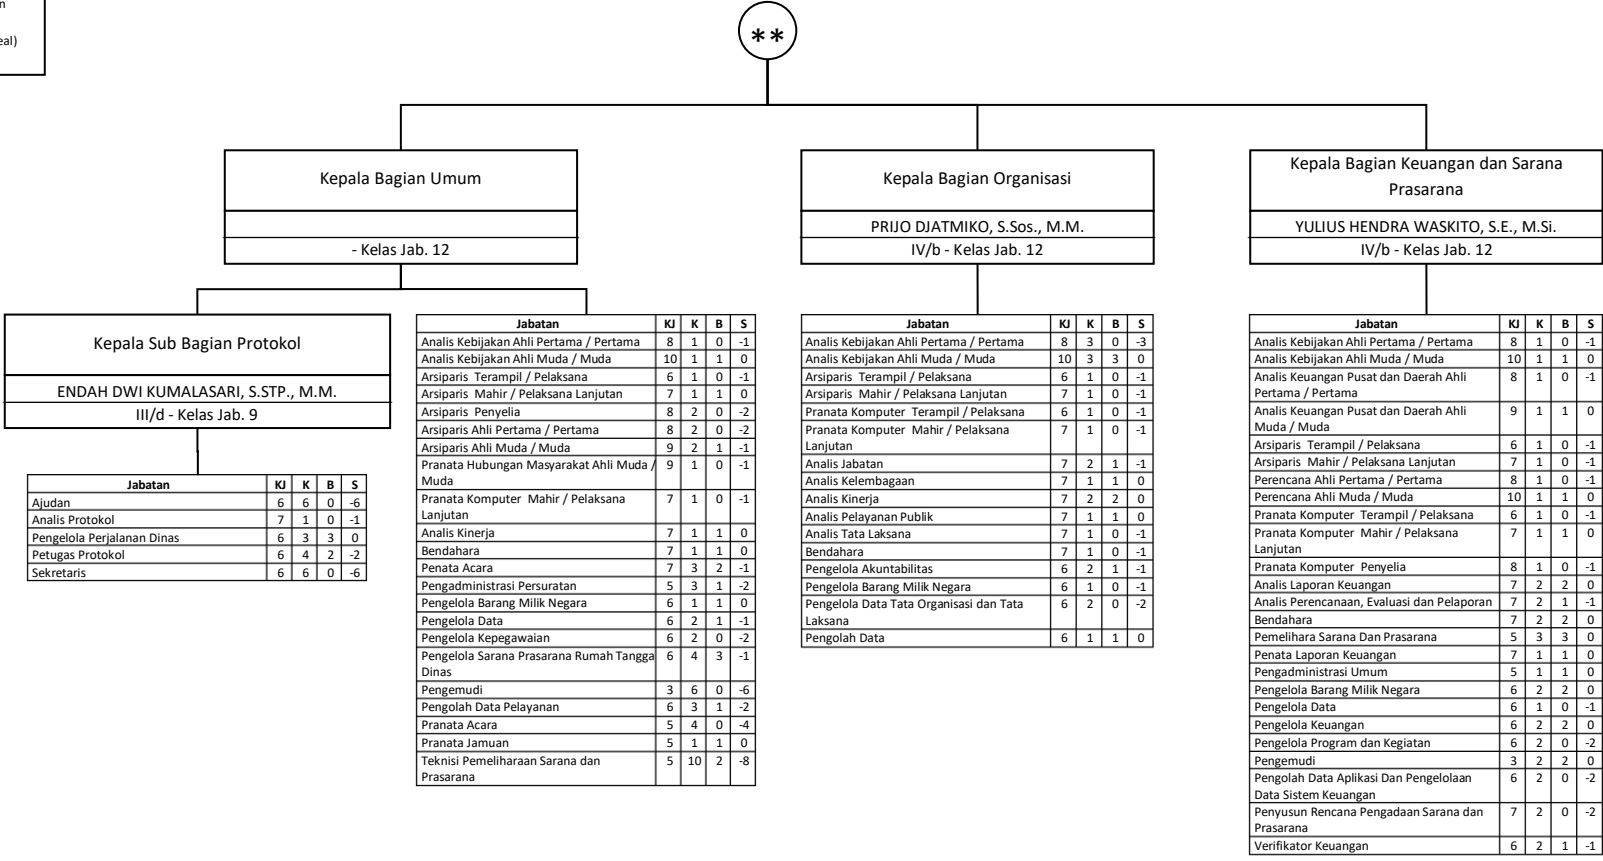 n
eal)
**
Kepala Bagian Umum
- Kelas Jab. 12
Kepala Bagian Organisasi
PRIJO DJATMIKO, S.Sos., M.M.
IV/b - Kelas Jab. 12
Kepala Bagian Keuangan dan Sarana
Prasarana
YULIUS HENDRA WASKITO, S.E., M.Si.
IV/b - Kelas Jab. 12
Kepala Sub Bagian Protokol
ENDAH DWI KUMALASARI, S.STP., M.M.
III/d - Kelas Jab. 9
Jabatan KJ K B S
Ajudan 6 6 0 -6
Analis Protokol 7 1 0 -1
Pengelola Perjalanan Dinas 6 3 3 0
Petugas Protokol 6 4 2 -2
Sekretaris 6 6 0 -6
Jabatan KJ K B S
Analis Kebijakan Ahli Pertama / Pertama 8 1 0 -1
Analis Kebijakan Ahli Muda / Muda 10 1 1 0
Arsiparis Terampil / Pelaksana 6 1 0 -1
Arsiparis Mahir / Pelaksana Lanjutan 7 1 1 0
Arsiparis Penyelia 8 2 0 -2
Arsiparis Ahli Pertama / Pertama 8 2 0 -2
Arsiparis Ahli Muda / Muda 9 2 1 -1
Pranata Hubungan Masyarakat Ahli Muda / 9 1 0 -1
Muda
Pranata Komputer Mahir / Pelaksana 7 1 0 -1
Lanjutan
Analis Kinerja 7 1 1 0
Bendahara 7 1 1 0
Penata Acara 7 3 2 -1
Pengadministrasi Persuratan 5 3 1 -2
Pengelola Barang Milik Negara 6 1 1 0
Pengelola Data 6 2 1 -1
Pengelola Kepegawaian 6 2 0 -2
Pengelola Sarana Prasarana Rumah Tangga 6 4 3 -1
Dinas
Pengemudi 3 6 0 -6
Pengolah Data Pelayanan 6 3 1 -2
Pranata Acara 5 4 0 -4
Pranata Jamuan 5 1 1 0
Teknisi Pemeliharaan Sarana dan 5 10 2 -8
Prasarana
Jabatan KJ K B S
Analis Kebijakan Ahli Pertama / Pertama 8 3 0 -3
Analis Kebijakan Ahli Muda / Muda 10 3 3 0
Arsiparis Terampil / Pelaksana 6 1 0 -1
Arsiparis Mahir / Pelaksana Lanjutan 7 1 0 -1
Pranata Komputer Terampil / Pelaksana 6 1 0 -1
Pranata Komputer Mahir / Pelaksana 7 1 0 -1
Lanjutan
Analis Jabatan 7 2 1 -1
Analis Kelembagaan 7 1 1 0
Analis Kinerja 7 2 2 0
Analis Pelayanan Publik 7 1 1 0
Analis Tata Laksana 7 1 0 -1
Bendahara 7 1 0 -1
Pengelola Akuntabilitas 6 2 1 -1
Pengelola Barang Milik Negara 6 1 0 -1
Pengelola Data Tata Organisasi dan Tata 6 2 0 -2
Laksana
Pengolah Data 6 1 1 0
Jabatan KJ K B S
Analis Kebijakan Ahli Pertama / Pertama 8 1 0 -1
Analis Kebijakan Ahli Muda / Muda 10 1 1 0
Analis Keuangan Pusat dan Daerah Ahli 8 1 0 -1
Pertama / Pertama
Analis Keuangan Pusat dan Daerah Ahli 9 1 1 0
Muda / Muda
Arsiparis Terampil / Pelaksana 6 1 0 -1
Arsiparis Mahir / Pelaksana Lanjutan 7 1 0 -1
Perencana Ahli Pertama / Pertama 8 1 0 -1
Perencana Ahli Muda / Muda 10 1 1 0
Pranata Komputer Terampil / Pelaksana 6 1 0 -1
Pranata Komputer Mahir / Pelaksana 7 1 1 0
Lanjutan
Pranata Komputer Penyelia 8 1 0 -1
Analis Laporan Keuangan 7 2 2 0
Analis Perencanaan, Evaluasi dan Pelaporan 7 2 1 -1
Bendahara 7 2 2 0
Pemelihara Sarana Dan Prasarana 5 3 3 0
Penata Laporan Keuangan 7 1 1 0
Pengadministrasi Umum 5 1 1 0
Pengelola Barang Milik Negara 6 2 2 0
Pengelola Data 6 1 0 -1
Pengelola Keuangan 6 2 2 0
Pengelola Program dan Kegiatan 6 2 0 -2
Pengemudi 3 2 2 0
Pengolah Data Aplikasi Dan Pengelolaan 6 2 0 -2
Data Sistem Keuangan
Penyusun Rencana Pengadaan Sarana dan 7 2 0 -2
Prasarana
Verifikator Keuangan 6 2 1 -1